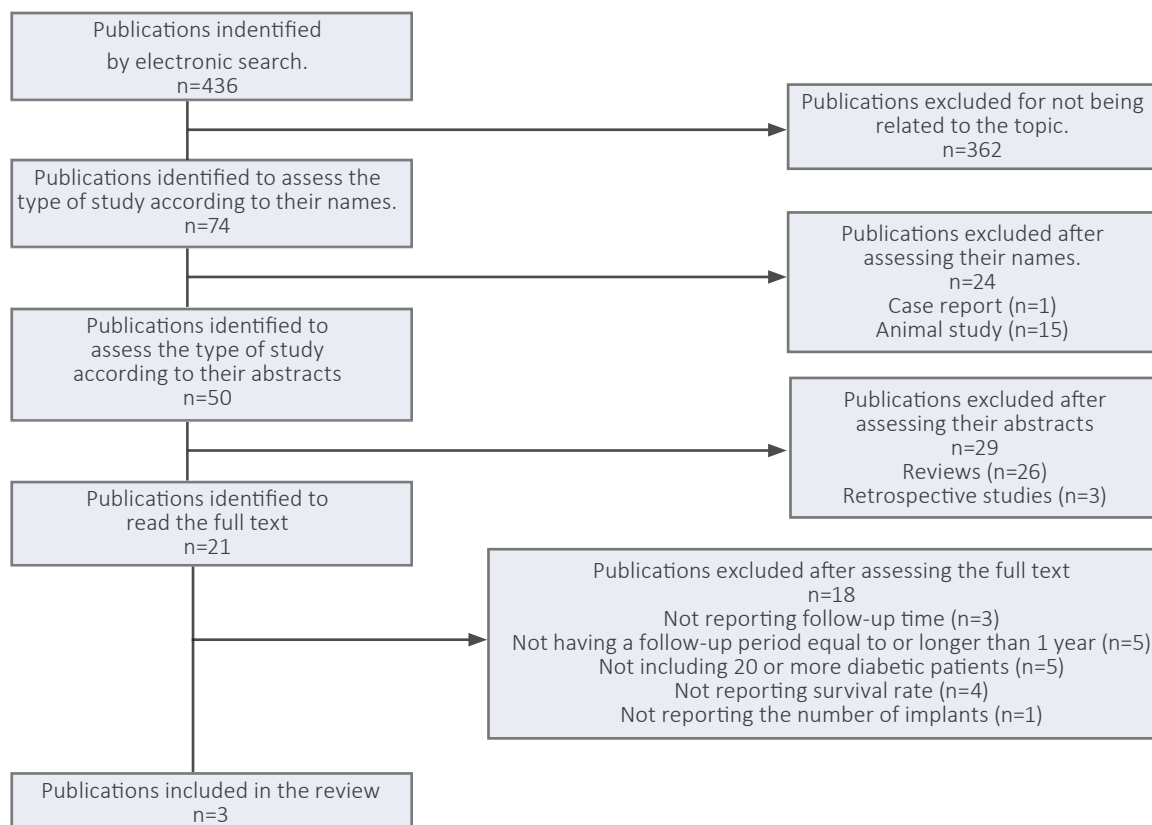 Publications indentified
by electronic search.
n=436
Publications excluded for not being
related to the topic.
n=362
Publications identified to assess the
type of study according to their names.
n=74
Publications excluded after
assessing their names.
n=24
Case report (n=1)
Animal study (n=15)
Publications identified to
assess the type of study
according to their abstracts
n=50
Publications excluded after
assessing their abstracts
n=29
Reviews (n=26)
Retrospective studies (n=3)
Publications identified to
read the full text
n=21
Publications excluded after assessing the full text
n=18
Not reporting follow-up time (n=3)
Not having a follow-up period equal to or longer than 1 year (n=5)
Not including 20 or more diabetic patients (n=5)
Not reporting survival rate (n=4)
Not reporting the number of implants (n=1)
Publications included in the review
n=3